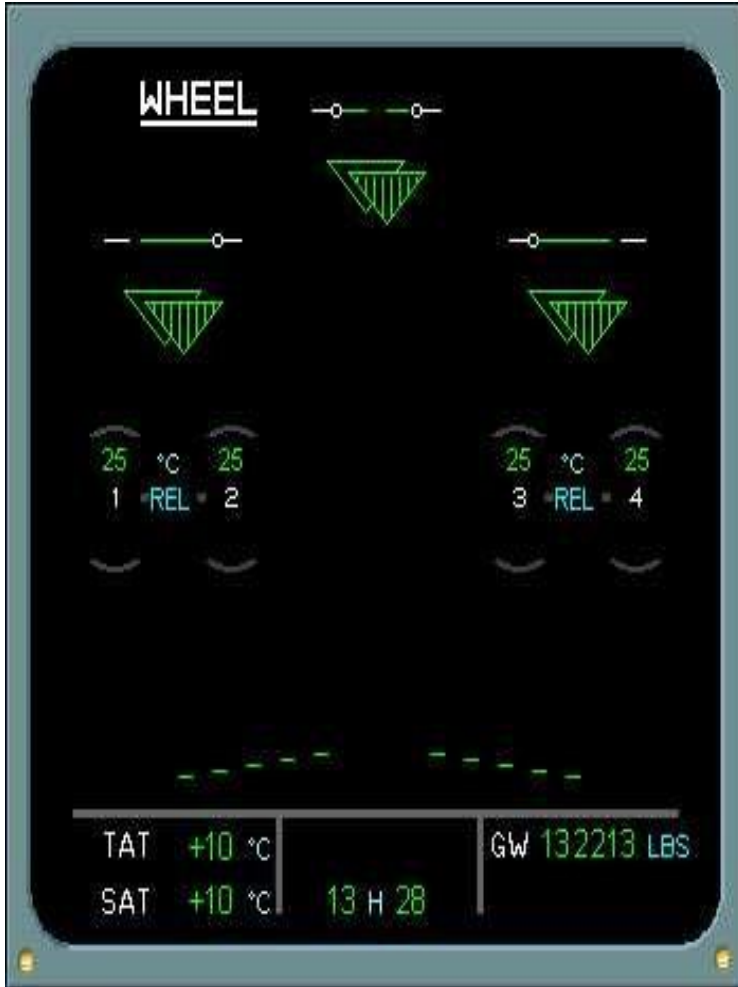 WHEEL
25 °C 25 25 °C 25
1 REL 2 3 REL 4
TAT +10 °C GW 132213 LBS
SAT +10 °C 13 H 28